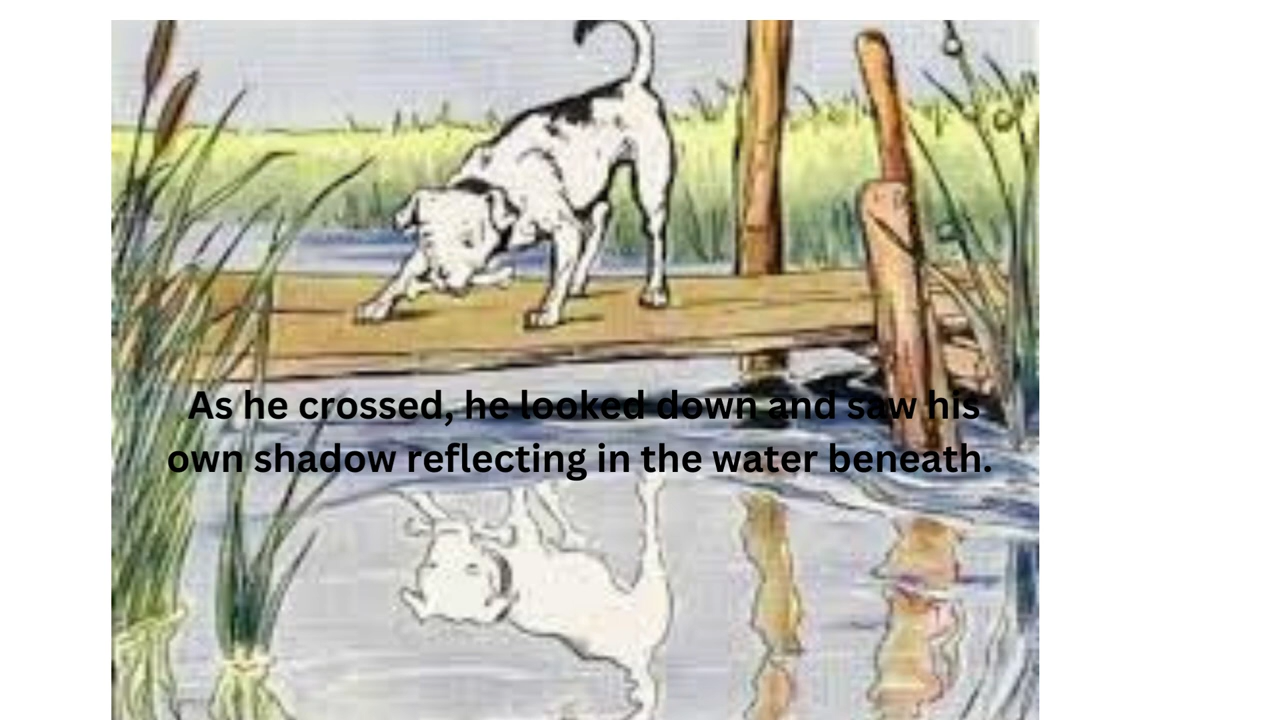 As he crossed, he looked down and saw his
own shadow reflecting in the water beneath.